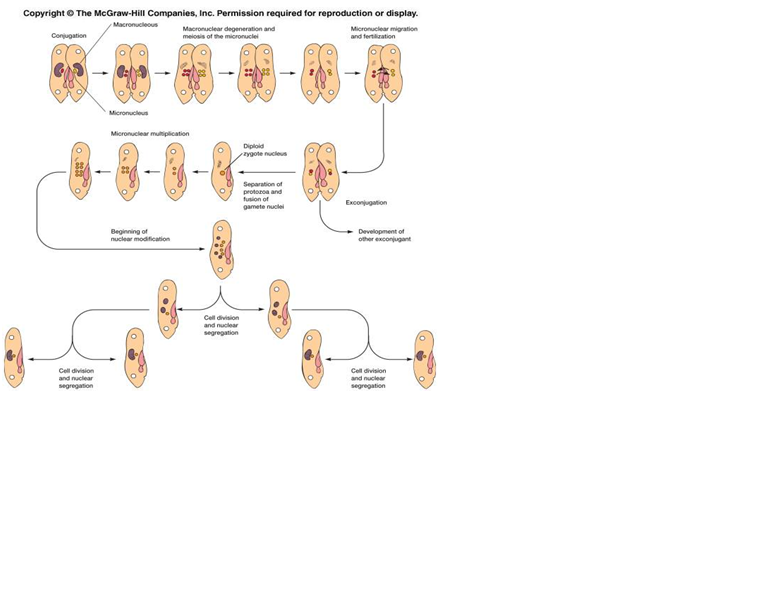 Copyright © The McGraw-Hill Companies, Inc. Permission required for reproduction or display.
Macronucleous
Conjugation
Macronuclear degeneration and
meiosis of the micronuclei
Micronuclear migration
and fertilization
Micronucleus
Micronuclear multiplication
Diploid
zygote nucleus
Separation of
protozoa and
fusion of
gamete nuclei
Exconjugation
Development of
other exconjugant
Beginning of
nuclear modification
Cell division
and nuclear
segregation
Cell division
and nuclear
segregation
Cell division
and nuclear
segregation